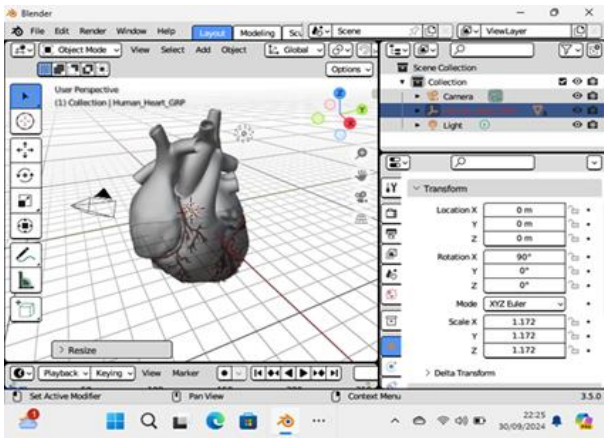 Blender
File Edit Render Window Help Layout Modeling Scu Scene ViewLayer
Object Mode View Select Add Object Global
Options
User Perspective
(1) Collection | Human_Heart_GRP
Z
Y
X
> Resize
Playback Keying View Marker
Scene Collection
Collection
Camera
Light
Transform
Location X 0 m
Y 0 m
Z 0 m
Rotation X 90°
Y 0°
Z 0°
Mode XYZ Euler
Scale X 1.172
Y 1.172
Z 1.172
> Delta Transform
Set Active Modifier Pan View Context Menu 3.5.0
22:25
30/09/2024